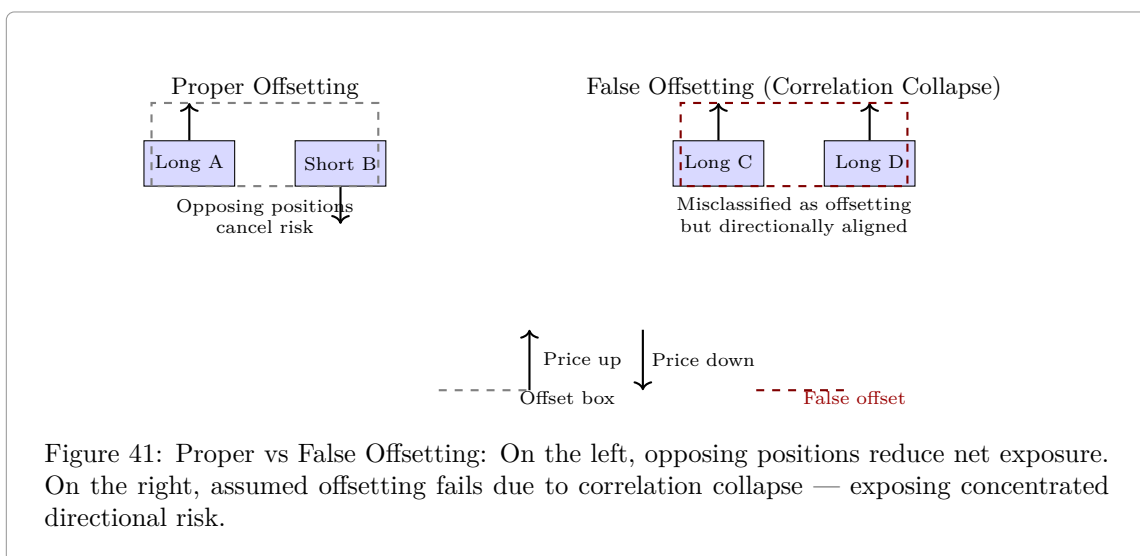 Proper Offsetting
Long A
Short B
Opposing positions
cancel risk
False Offsetting (Correlation Collapse)
Long C
Long D
Misclassified as offsetting
but directionally aligned
Price up
Price down
Offset box
False offset
Figure 41: Proper vs False Offsetting: On the left, opposing positions reduce net exposure.
On the right, assumed offsetting fails due to correlation collapse — exposing concentrated
directional risk.